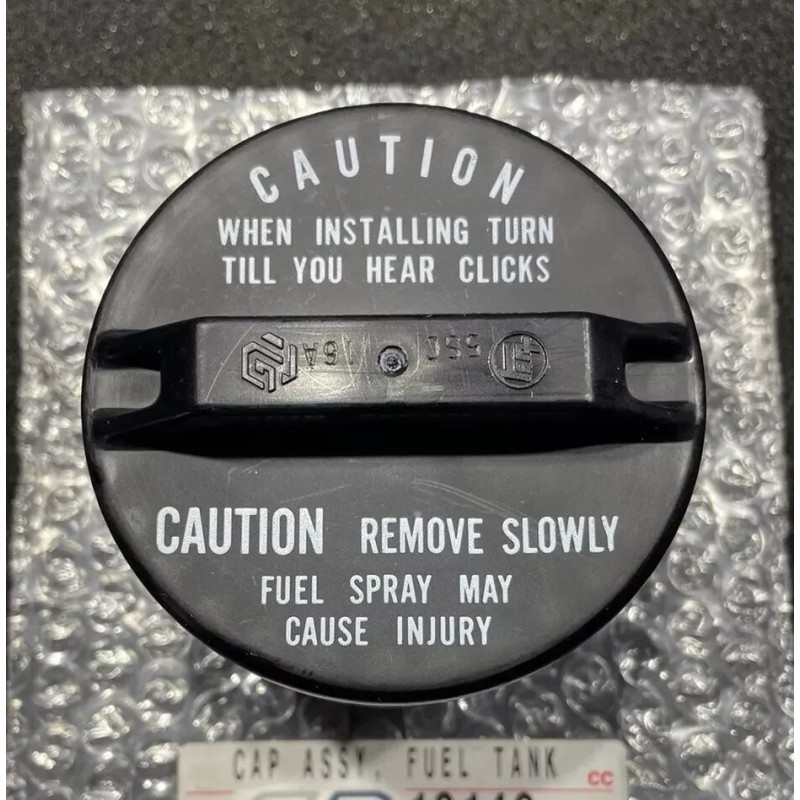 CAUTION
WHEN INSTALLING TURN
TILL YOU HEAR CLICKS
CAUTION REMOVE SLOWLY
FUEL SPRAY MAY
CAUSE INJURY
CAP ASSY, FUEL TANK
cc